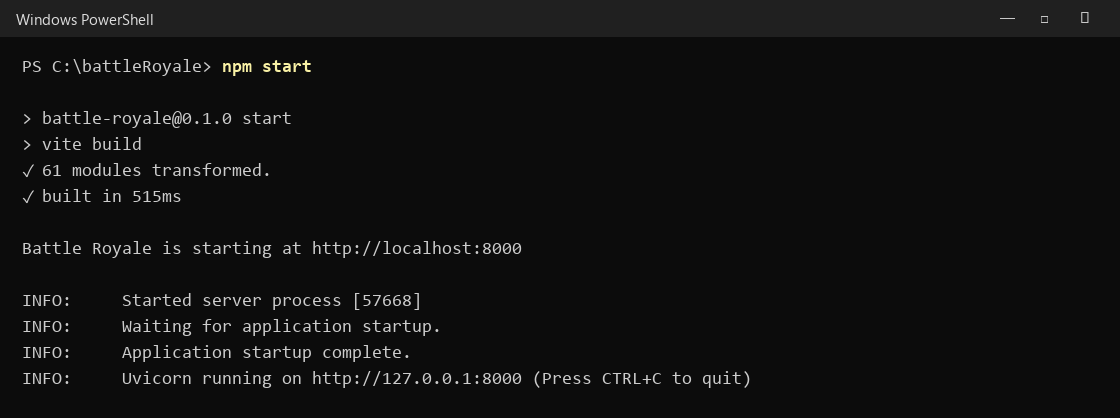 Windows PowerShell
PS C:\battleRoyale> npm start
> battle-royale@0.1.0 start
> vite build
✓ 61 modules transformed.
✓ built in 515ms
Battle Royale is starting at http://localhost:8000
INFO:     Started server process [57668]
INFO:     Waiting for application startup.
INFO:     Application startup complete.
INFO:     Uvicorn running on http://127.0.0.1:8000 (Press CTRL+C to quit)